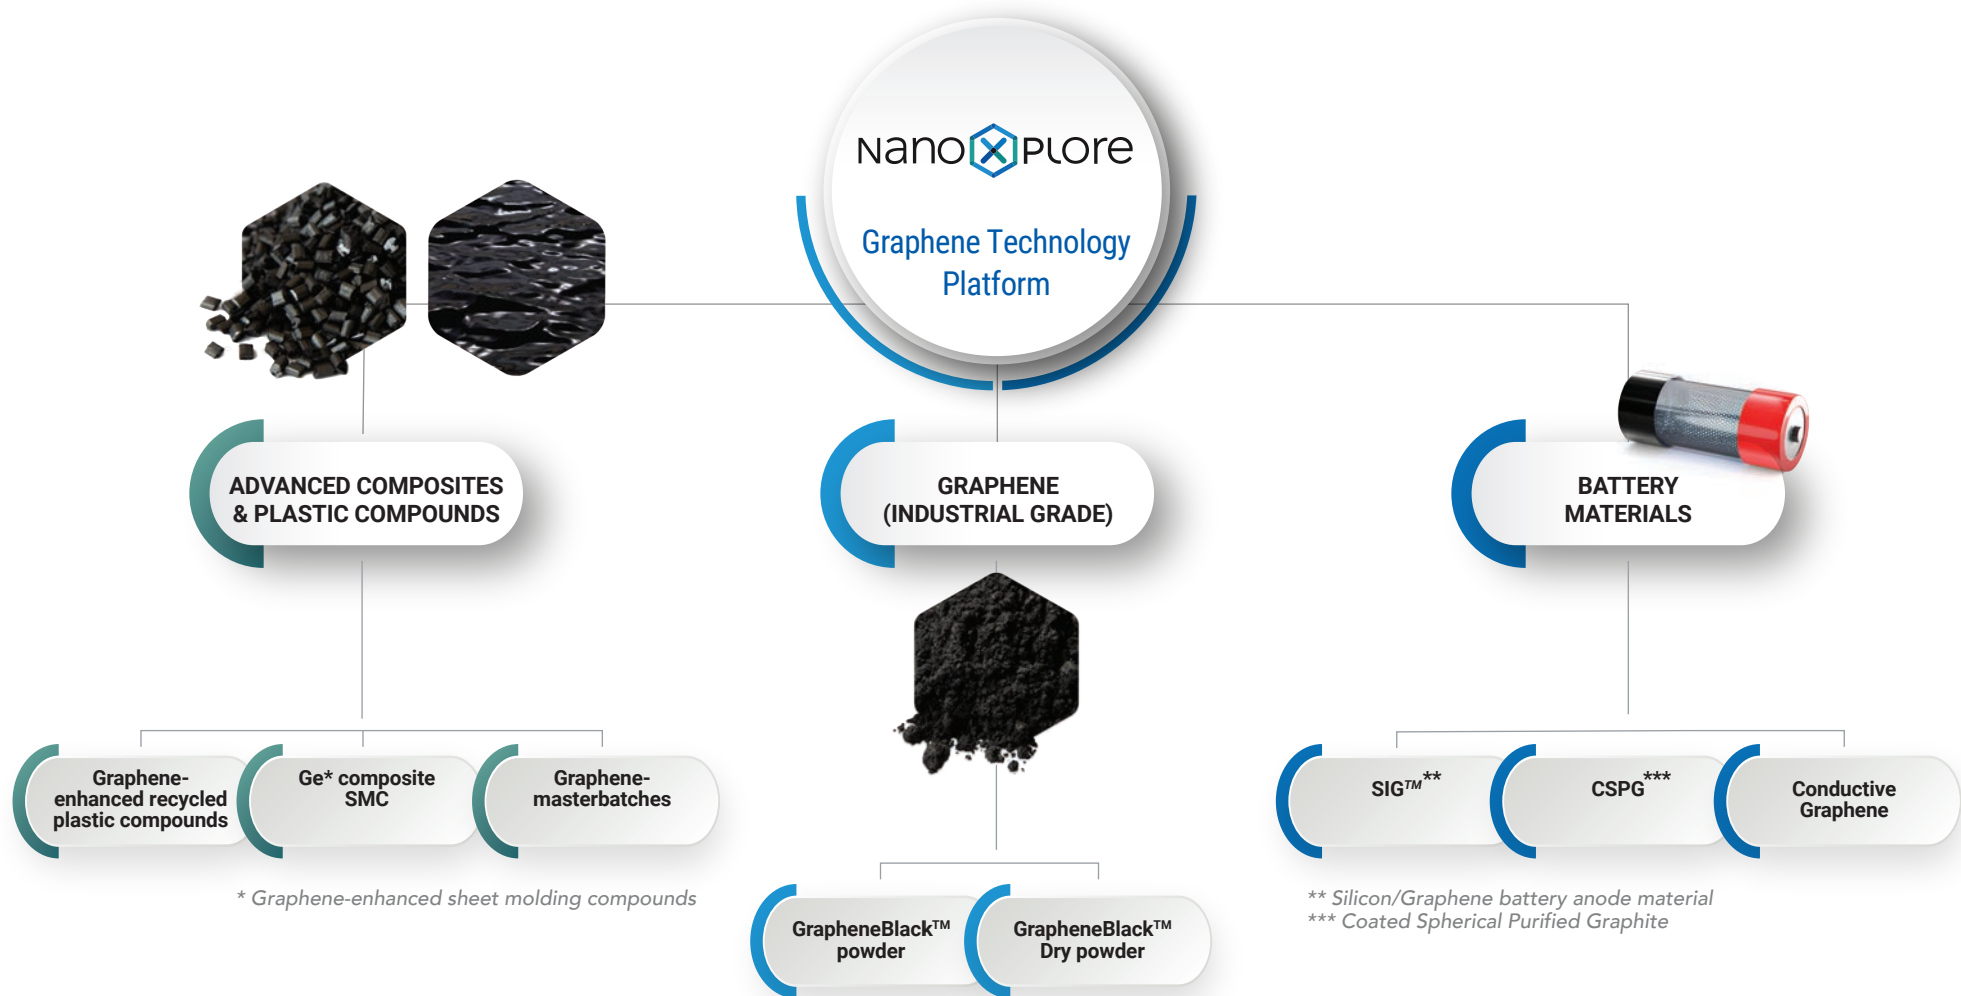 NanoXplore
Graphene Technology
Platform
ADVANCED COMPOSITES
& PLASTIC COMPOUNDS
GRAPHENE
(INDUSTRIAL GRADE)
BATTERY
MATERIALS
Graphene-
enhanced recycled
plastic compounds
Ge* composite
SMC
Graphene-
masterbatches
* Graphene-enhanced sheet molding compounds
GrapheneBlack™
powder
GrapheneBlack™
Dry powder
SIG™**
CSPG***
Conductive
Graphene
** Silicon/Graphene battery anode material
*** Coated Spherical Purified Graphite